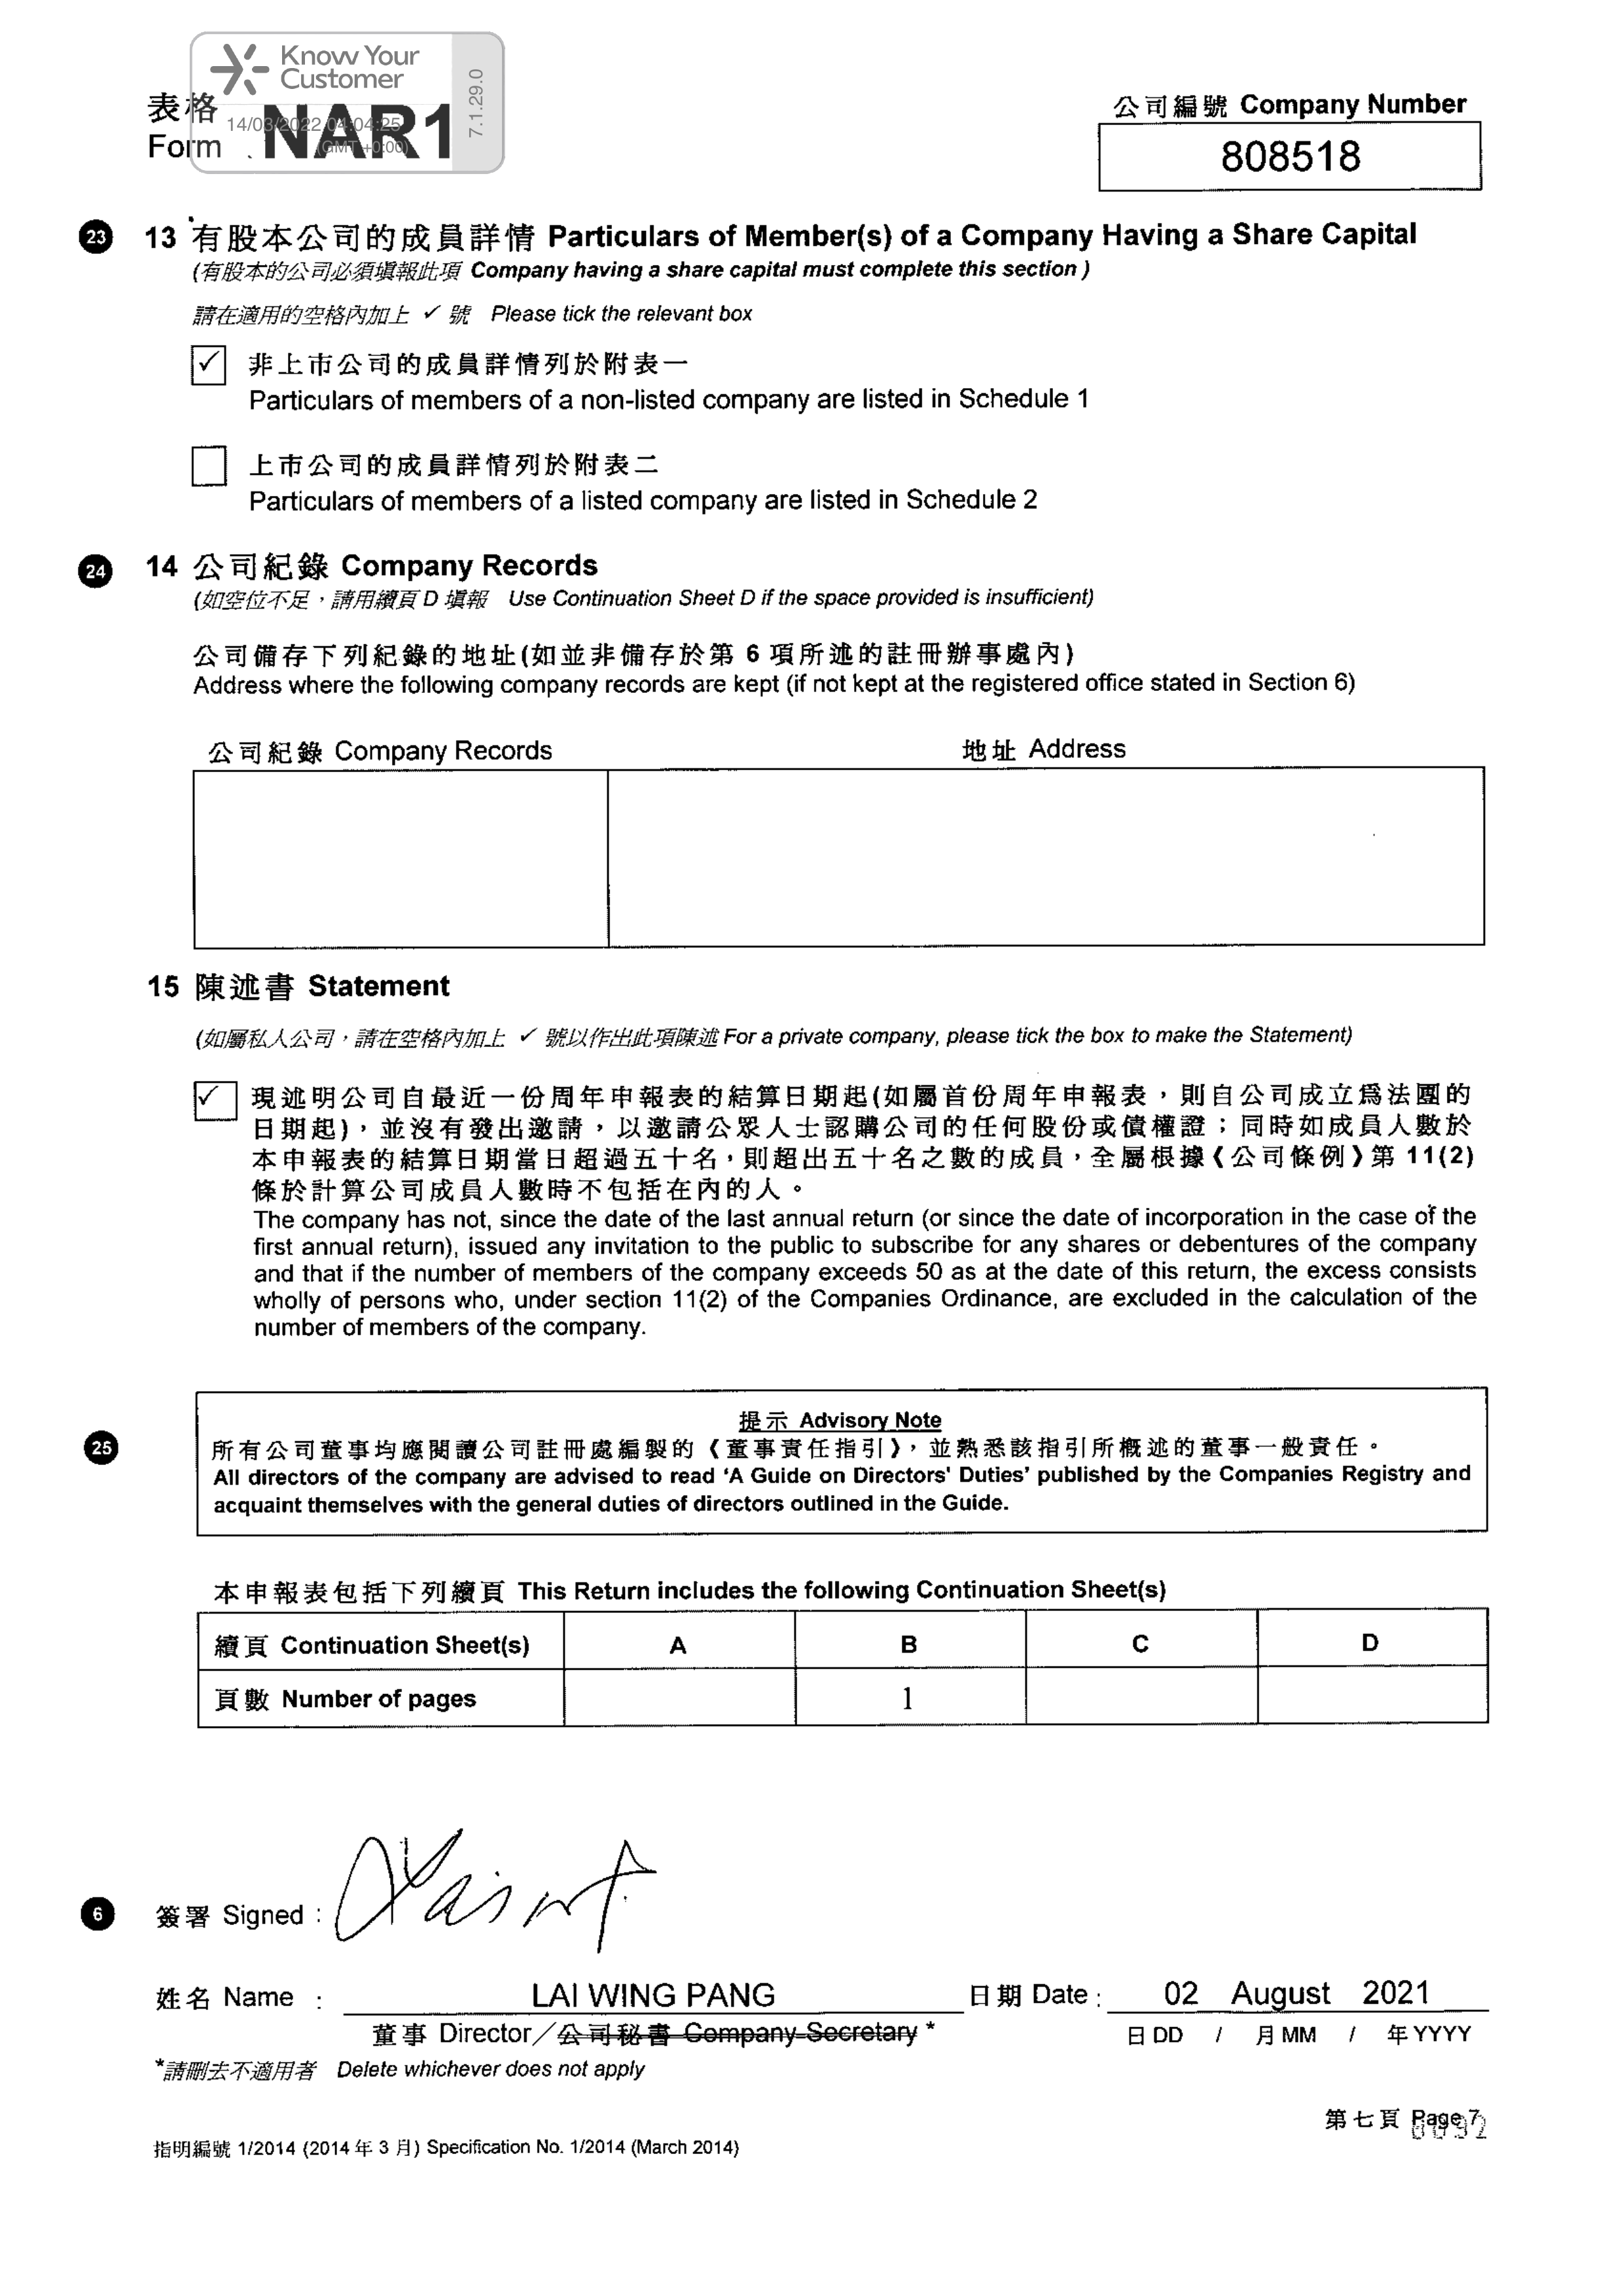 Know Your
Customer
14/03/2022 04:04:25
(GMT +0:00)
7.1.29.0
表格
Form NAR1
公司編號 Company Number
808518
23 13 有股本公司的成員詳情 Particulars of Member(s) of a Company Having a Share Capital
(有股本的公司必須填報此項 Company having a share capital must complete this section )
請在適用的空格內加上 ✓ 號 Please tick the relevant box
✓ 非上市公司的成員詳情列於附表一
Particulars of members of a non-listed company are listed in Schedule 1
上市公司的成員詳情列於附表二
Particulars of members of a listed company are listed in Schedule 2
24 14 公司紀錄 Company Records
(如空位不足，請用續頁 D 填報 Use Continuation Sheet D if the space provided is insufficient)
公司備存下列紀錄的地址(如並非備存於第 6 項所述的註冊辦事處內)
Address where the following company records are kept (if not kept at the registered office stated in Section 6)
公司紀錄 Company Records 地址 Address
15 陳述書 Statement
(如屬私人公司，請在空格內加上 ✓ 號以作出此項陳述 For a private company, please tick the box to make the Statement)
✓ 現述明公司自最近一份周年申報表的結算日期起(如屬首份周年申報表，則自公司成立爲法團的
日期起)，並沒有發出邀請，以邀請公眾人士認購公司的任何股份或債權證；同時如成員人數於
本申報表的結算日期當日超過五十名，則超出五十名之數的成員，全屬根據《公司條例》第 11(2)
條於計算公司成員人數時不包括在內的人。
The company has not, since the date of the last annual return (or since the date of incorporation in the case of the
first annual return), issued any invitation to the public to subscribe for any shares or debentures of the company
and that if the number of members of the company exceeds 50 as at the date of this return, the excess consists
wholly of persons who, under section 11(2) of the Companies Ordinance, are excluded in the calculation of the
number of members of the company.
提示 Advisory Note
25 所有公司董事均應閱讀公司註冊處編製的《董事責任指引》，並熟悉該指引所概述的董事一般責任。
All directors of the company are advised to read ‘A Guide on Directors' Duties’ published by the Companies Registry and
acquaint themselves with the general duties of directors outlined in the Guide.
本申報表包括下列續頁 This Return includes the following Continuation Sheet(s)
續頁 Continuation Sheet(s) A B C D
頁數 Number of pages 1
6 簽署 Signed :
姓名 Name : LAI WING PANG 日期 Date : 02 August 2021
董事 Director／公司秘書 Company Secretary * 日 DD / 月 MM / 年 YYYY
*請刪去不適用者 Delete whichever does not apply
第七頁 Page 7
指明編號 1/2014 (2014 年 3 月) Specification No. 1/2014 (March 2014)